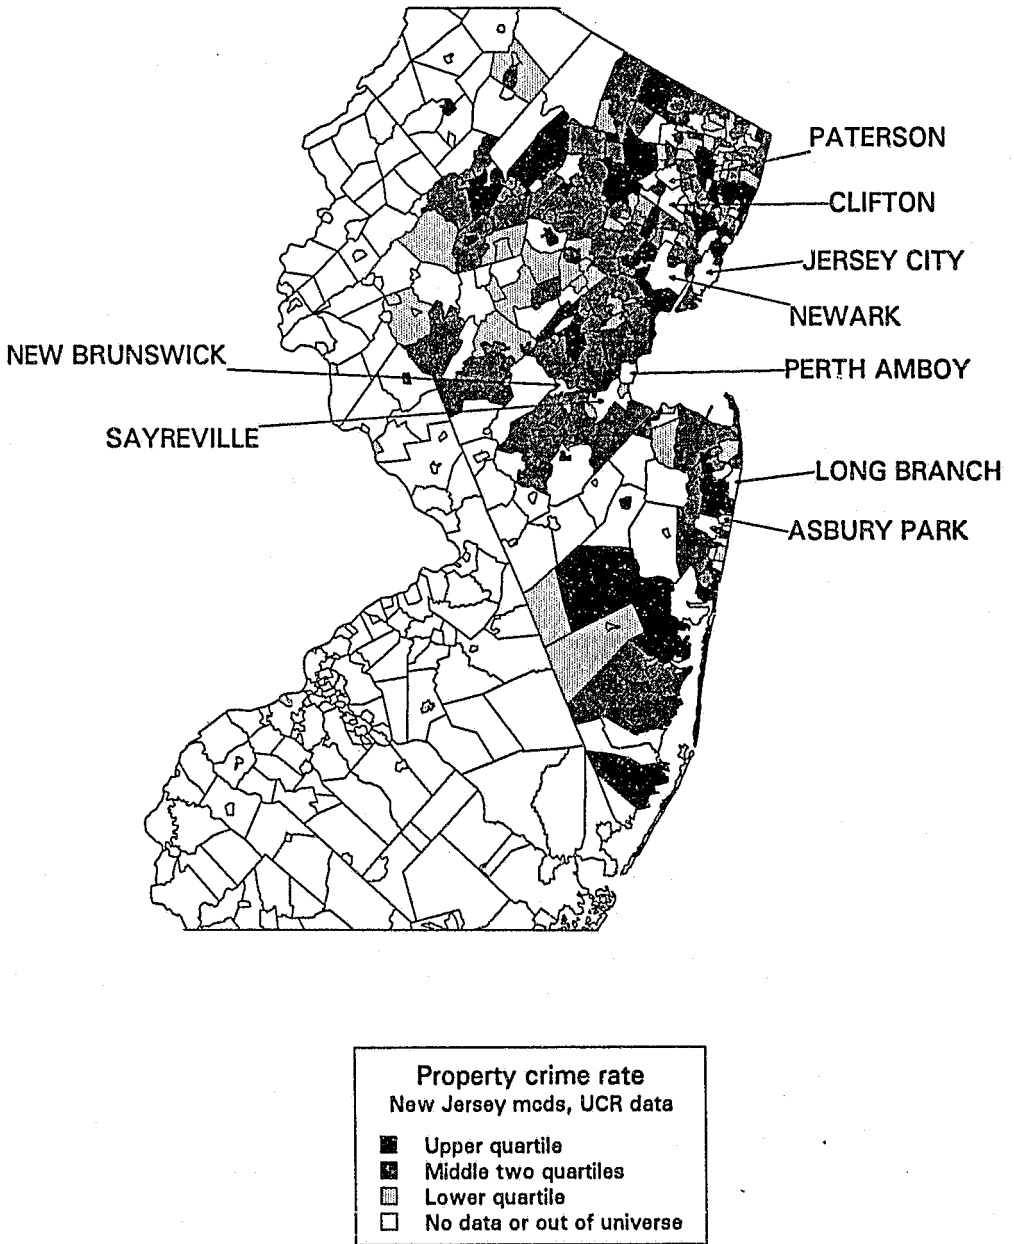 PATERSON
CLIFTON
JERSEY CITY
NEWARK
NEW BRUNSWICK
PERTH AMBOY
SAYREVILLE
LONG BRANCH
ASBURY PARK
Property crime rate
New Jersey mcds, UCR data
Upper quartile
Middle two quartiles
Lower quartile
No data or out of universe